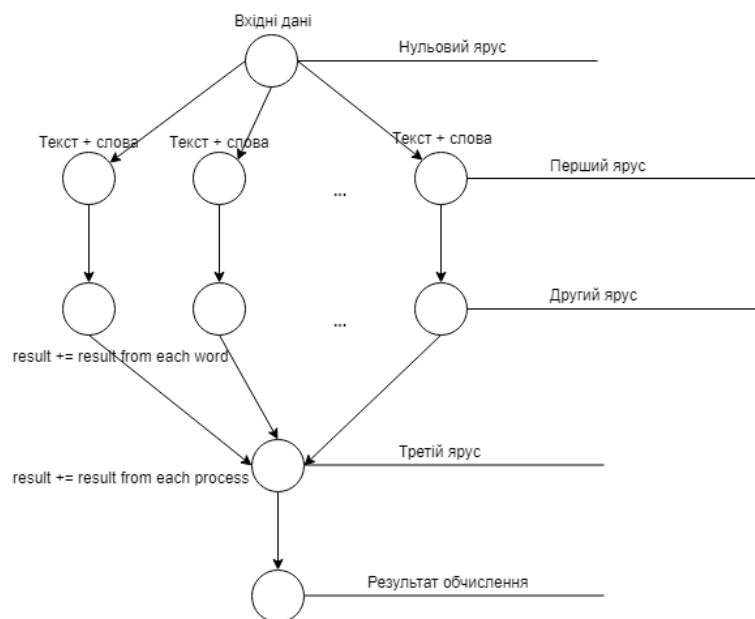 Вхідні дані
Нульовий ярус
Текст + слова
Текст + слова
Текст + слова
Перший ярус
...
Другий ярус
...
result += result from each word
Третій ярус
result += result from each process
Результат обчислення